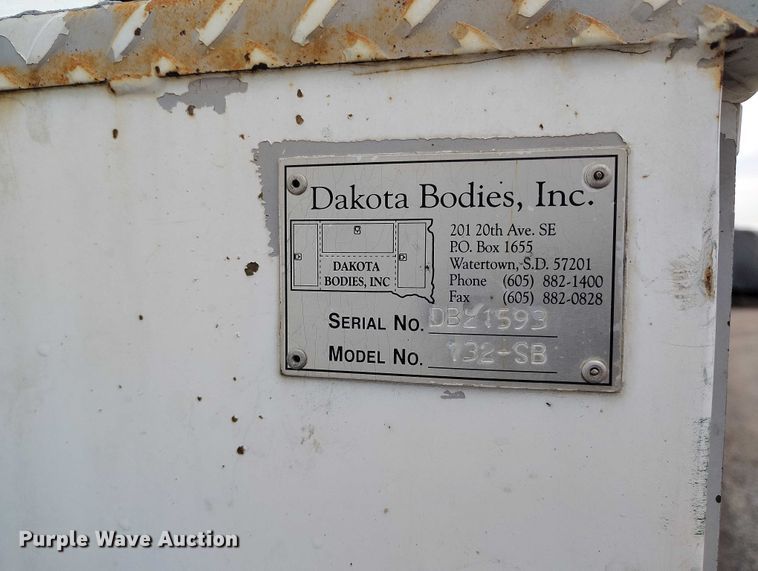 Dakota Bodies, Inc.
201 20th Ave. SE
P.O. Box 1655
Watertown, S.D. 57201
Phone (605) 882-1400
Fax (605) 882-0828
DAKOTA
BODIES, INC
SERIAL NO. DB21593
MODEL NO. 132-SB
Purple Wave Auction